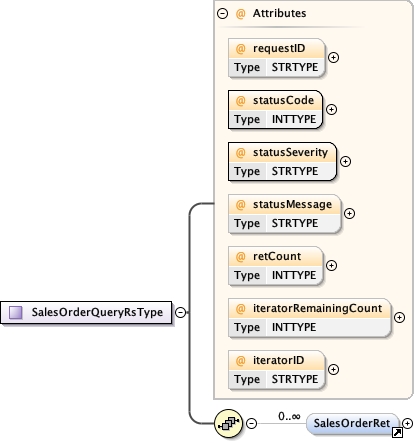 @ Attributes
@ requestID
Type STRTYPE
@ statusCode
Type INTTYPE
@ statusSeverity
Type STRTYPE
@ statusMessage
Type STRTYPE
@ retCount
Type INTTYPE
SalesOrderQueryRsType
@ iteratorRemainingCount
Type INTTYPE
@ iteratorID
Type STRTYPE
0..∞
SalesOrderRet